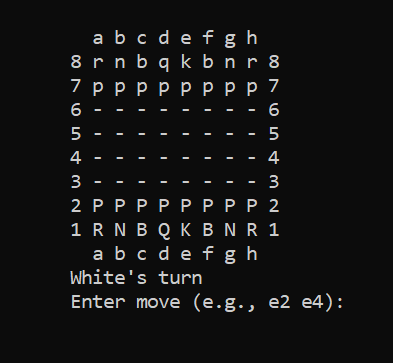 a b c d e f g h
8 r n b q k b n r 8
7 p p p p p p p p 7
6 - - - - - - - - 6
5 - - - - - - - - 5
4 - - - - - - - - 4
3 - - - - - - - - 3
2 P P P P P P P P 2
1 R N B Q K B N R 1
a b c d e f g h
White's turn
Enter move (e.g., e2 e4):